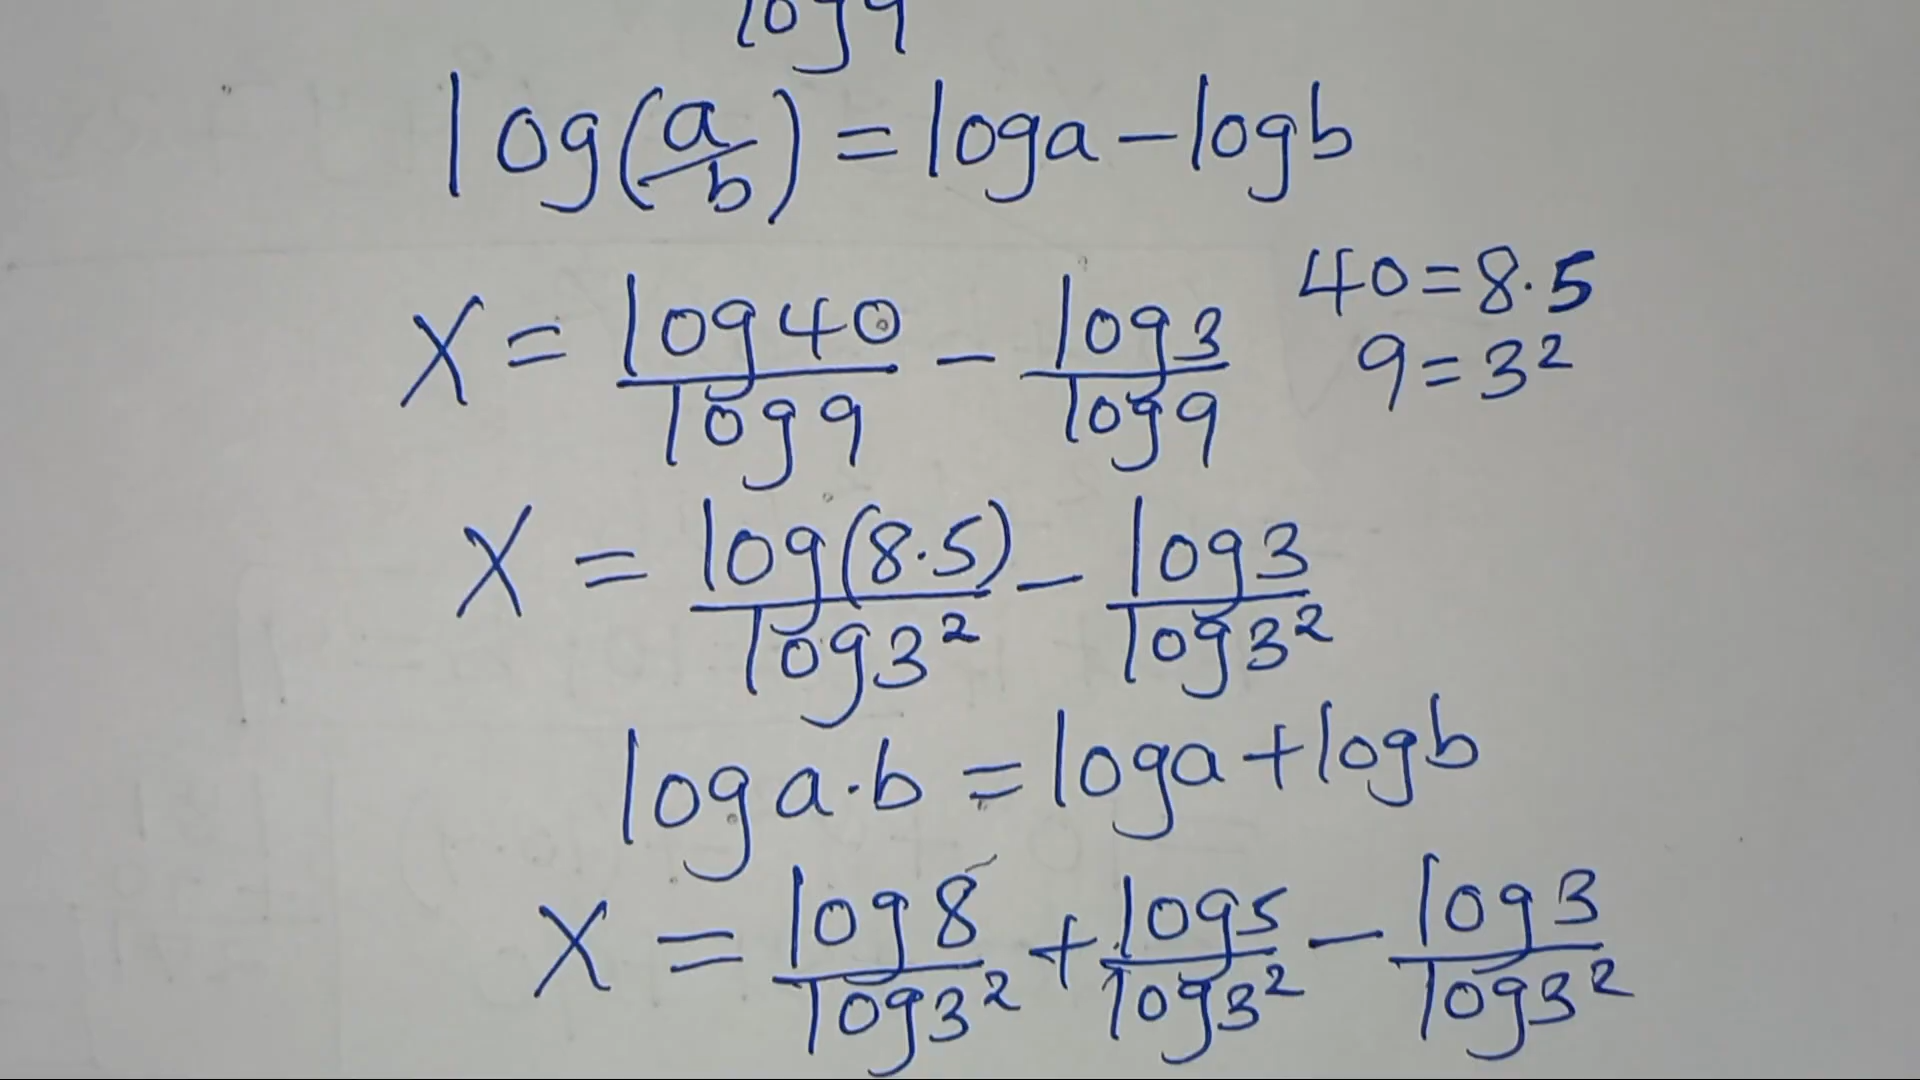 log9
log(a/b) = loga - logb
X = log40/log9 - log3/log9
40 = 8.5
9 = 3²
X = log(8.5)/log3² - log3/log3²
log a.b = loga + logb
X = log8/log3² + log5/log3² - log3/log3²